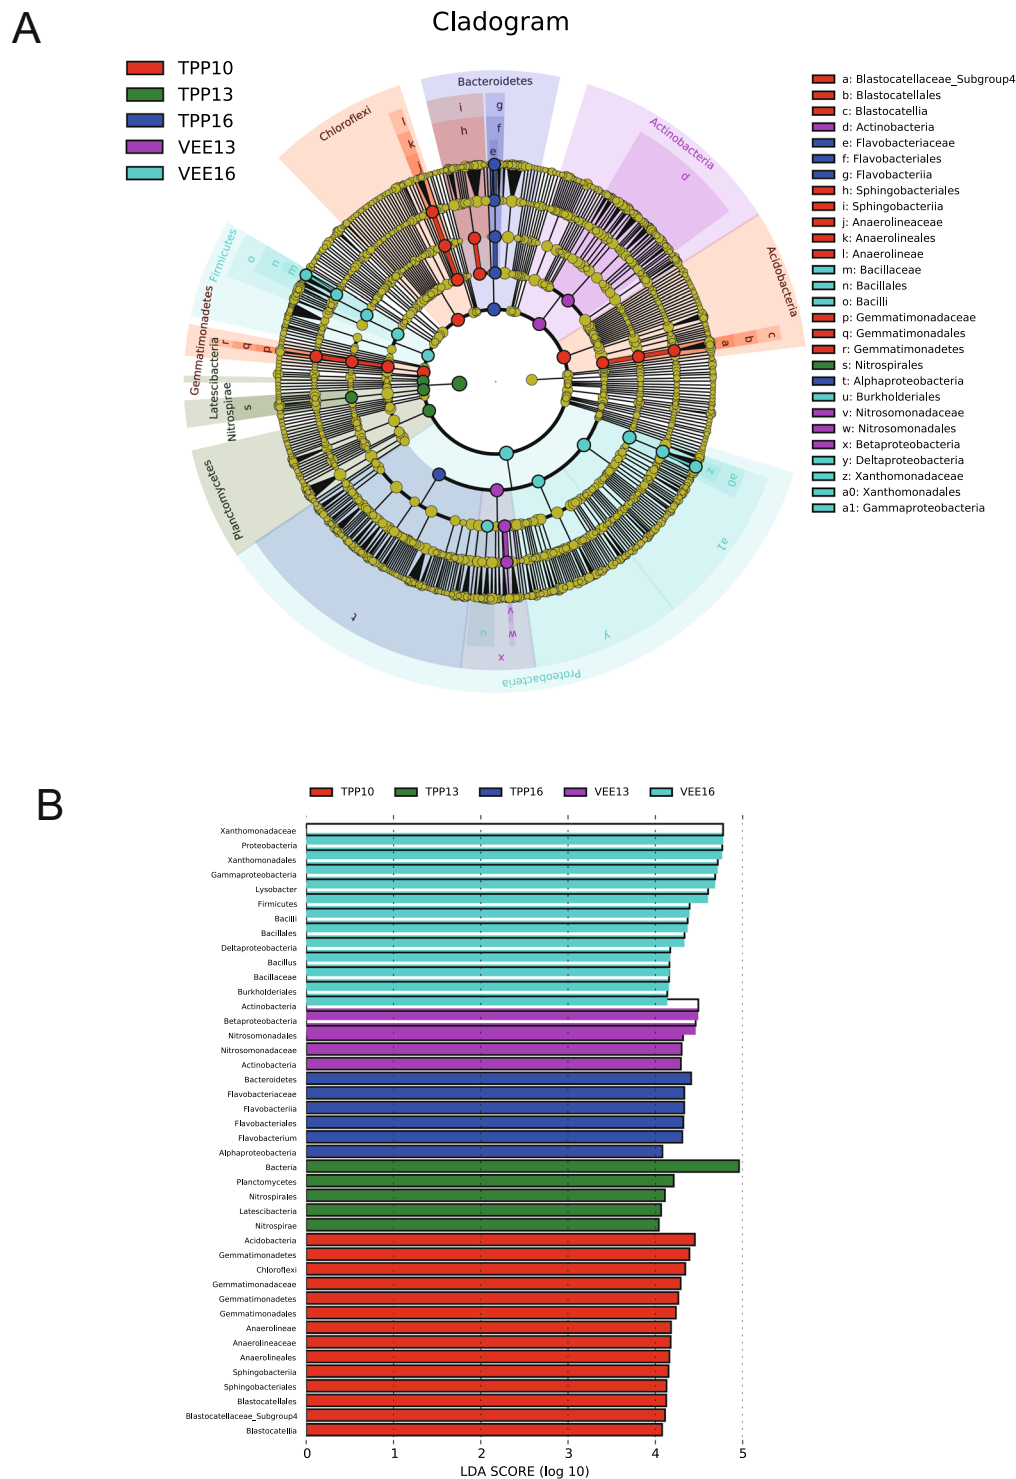 A
Cladogram
TPP10
TPP13
TPP16
VEE13
VEE16
Bacteroidetes
Chloroflexi
Actinobacteria
Acidobacteria
Firmicutes
Gemmatimonadetes
Latescibacteria
Nitrospirae
Planctomycetes
Proteobacteria
l
k
j
i
h
g
f
e
d
c
b
a
o
n
m
r
q
p
s
t
u
v
w
x
y
z
a0
a1
a: Blastocatellaceae_Subgroup4
b: Blastocatellales
c: Blastocatellia
d: Actinobacteria
e: Flavobacteriaceae
f: Flavobacteriales
g: Flavobacteriia
h: Sphingobacteriales
i: Sphingobacteriia
j: Anaerolineaceae
k: Anaerolineales
l: Anaerolineae
m: Bacillaceae
n: Bacillales
o: Bacilli
p: Gemmatimonadaceae
q: Gemmatimonadales
r: Gemmatimonadetes
s: Nitrospirales
t: Alphaproteobacteria
u: Burkholderiales
v: Nitrosomonadaceae
w: Nitrosomonadales
x: Betaproteobacteria
y: Deltaproteobacteria
z: Xanthomonadaceae
a0: Xanthomonadales
a1: Gammaproteobacteria
B
TPP10 TPP13 TPP16 VEE13 VEE16
Xanthomonadaceae
Proteobacteria
Xanthomonadales
Gammaproteobacteria
Lysobacter
Firmicutes
Bacilli
Bacillales
Deltaproteobacteria
Bacillus
Bacillaceae
Burkholderiales
Actinobacteria
Betaproteobacteria
Nitrosomonadales
Nitrosomonadaceae
Actinobacteria
Bacteroidetes
Flavobacteriaceae
Flavobacteriia
Flavobacteriales
Flavobacterium
Alphaproteobacteria
Bacteria
Planctomycetes
Nitrospirales
Latescibacteria
Nitrospirae
Acidobacteria
Gemmatimonadetes
Chloroflexi
Gemmatimonadaceae
Gemmatimonadetes
Gemmatimonadales
Anaerolineae
Anaerolineaceae
Anaerolineales
Sphingobacteriia
Sphingobacteriales
Blastocatellales
Blastocatellaceae_Subgroup4
Blastocatellia
0 1 2 3 4 5
LDA SCORE (log 10)